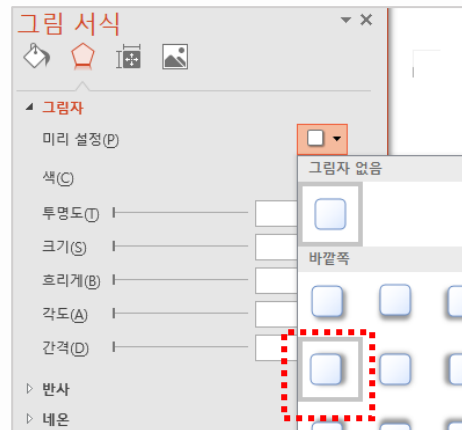 그림 서식
그림자
미리 설정(P)
그림자 없음
색(C)
투명도(T)
크기(S)
바깥쪽
흐리게(B)
각도(A)
간격(D)
반사
네온